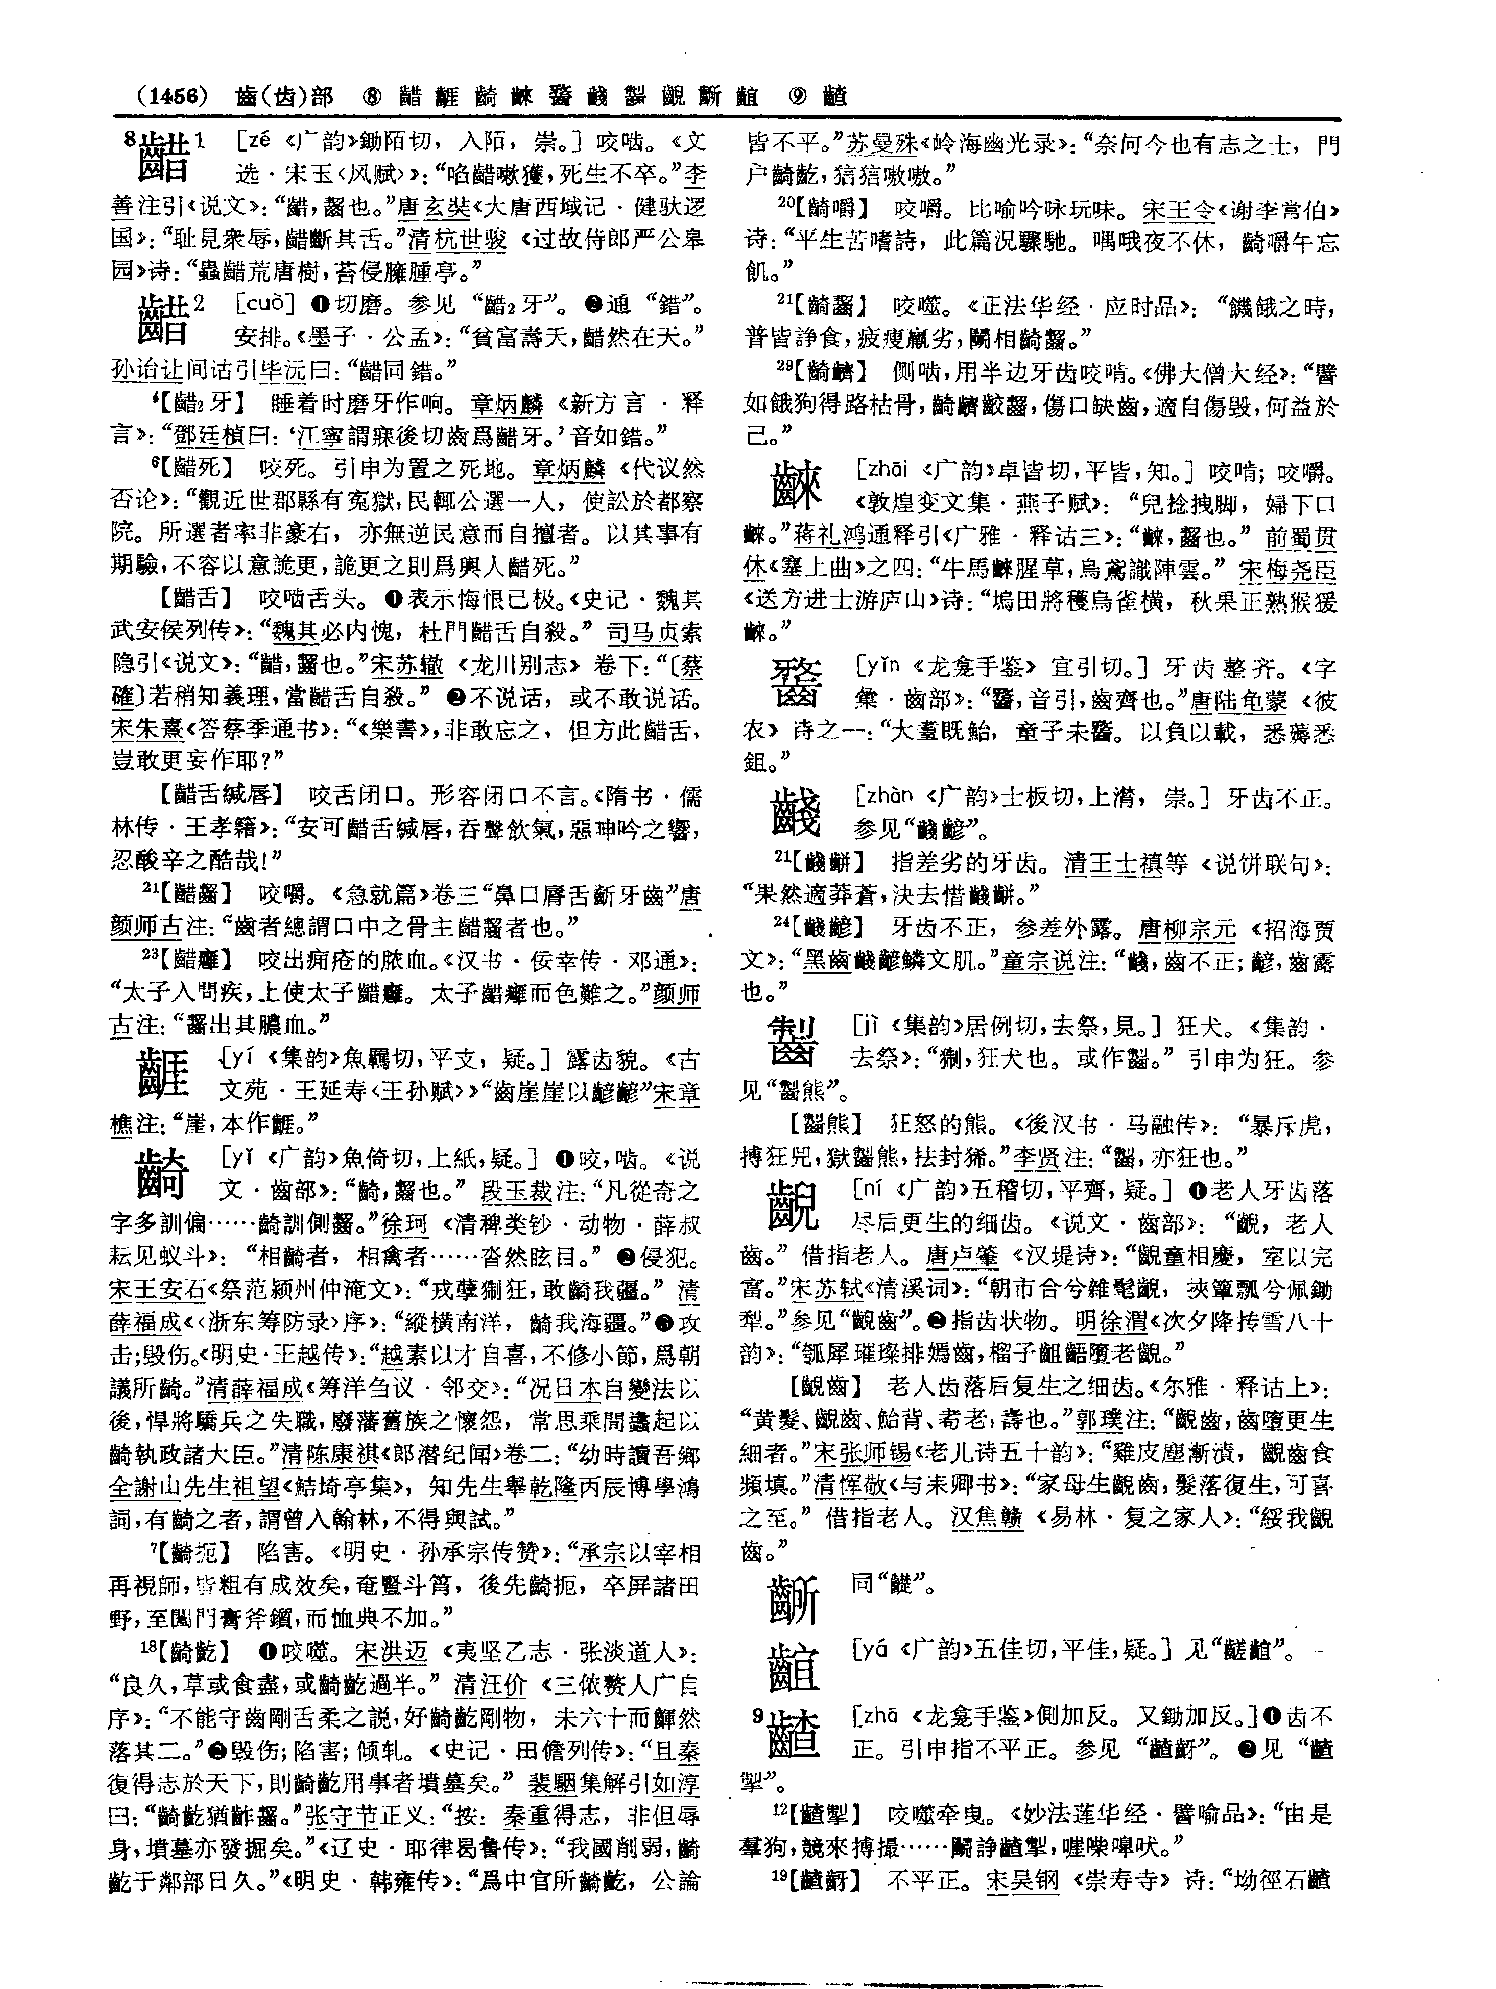 (1456) 齒(齿)部 ⑧ 齰 齖 齮 䶗 䶖 䶟 齯 齗 ⑨ 齇
8齰1 [zé《广韵》鋤陌切，入陌，崇。] 咬啮。《文
选·宋玉〈风赋〉》：“啗齰嗽獲，死生不卒。”李
善注引《说文》：“齰，齧也。”唐玄奘《大唐西域记·健驮逻
国》：“耻見衆辱，齰斷其舌。”清杭世骏《过故侍郎严公皋
园》诗：“蟲齰荒唐樹，苔侵臃腫亭。”
齰2 [cuò] ❶切磨。参见“齰₂牙”。❷通“錯”。
安排。《墨子·公孟》：“貧富壽夭，齰然在天。”
孙诒让间诂引毕沅曰：“齰同錯。”
⁴【齰₂牙】 睡着时磨牙作响。章炳麟《新方言·释
言》：“鄧廷楨曰：‘江寧謂寐後切齒爲齰牙。’音如錯。”
⁶【齰死】 咬死。引申为置之死地。章炳麟《代议然
否论》：“觀近世郡縣有冤獄，民輒公選一人，使訟於都察
院。所選者率非豪右，亦無逆民意而自擅者。以其事有
期驗，不容以意詭更，詭更之則爲輿人齰死。”
【齰舌】 咬啮舌头。❶表示悔恨已极。《史记·魏其
武安侯列传》：“魏其必内愧，杜門齰舌自殺。”司马贞索
隐引《说文》：“齰，齧也。”宋苏辙《龙川别志》卷下：“〔蔡
確〕若稍知義理，當齰舌自殺。”❷不说话，或不敢说话。
宋朱熹《答蔡季通书》：“《樂書》，非敢忘之，但方此齰舌，
豈敢更妄作耶？”
【齰舌缄唇】 咬舌闭口。形容闭口不言。《隋书·儒
林传·王孝籍》：“安可齰舌緘唇，吞聲飲氣，惡呻吟之響，
忍酸辛之酷哉！”
²¹【齰齧】 咬嚼。《急就篇》卷三“鼻口脣舌齗牙齒”唐
颜师古注：“齒者總謂口中之骨主齰齧者也。”
²³【齰癰】 咬出痈疮的脓血。《汉书·佞幸传·邓通》：
“太子入問疾，上使太子齰癰。太子齰癰而色難之。”颜师
古注：“齧出其膿血。”
[yí《集韵》魚羈切，平支，疑。] 露齿貌。《古
文苑·王延寿〈王孙赋〉》“齒崖崖以齴齴”宋章
樵注：“崖，本作齖。”
齮 [yǐ《广韵》魚倚切，上紙，疑。] ❶咬，啮。《说
文·齒部》：“齮，齧也。”段玉裁注：“凡從奇之
字多訓偏……齮訓側齧。”徐珂《清稗类钞·动物·薛叔
耘见蚁斗》：“相齮者，相禽者……沓然眩目。”❷侵犯。
宋王安石《祭范颍州仲淹文》：“戎孽猘狂，敢齮我疆。”清
薛福成《〈浙东筹防录〉序》：“縱横南洋，齮我海疆。”❸攻
击；毁伤。《明史·王越传》：“越素以才自喜，不修小節，爲朝
議所齮。”清薛福成《筹洋刍议·邻交》：“况日本自變法以
後，悍將驕兵之失職，廢藩舊族之懷怨，常思乘間蠭起以
齮執政諸大臣。”清陈康祺《郎潜纪闻》卷二：“幼時讀吾鄉
全謝山先生祖望《鮚埼亭集》，知先生舉乾隆丙辰博學鴻
詞，有齮之者，謂曾入翰林，不得與試。”
⁷【齮扼】 陷害。《明史·孙承宗传赞》：“承宗以宰相
再視師，皆粗有成效矣，奄豎斗筲，後先齮扼，卒屏諸田
野，至闔門膏斧鑕，而恤典不加。”
¹⁸【齮齕】 ❶咬噬。宋洪迈《夷坚乙志·张淡道人》：
“良久，草或食盡，或齮齕過半。”清汪价《三侬赘人广自
序》：“不能守齒剛舌柔之説，好齮齕剛物，未六十而齳然
落其二。”❷毁伤；陷害；倾轧。《史记·田儋列传》：“且秦
復得志於天下，則齮齕用事者墳墓矣。”裴駰集解引如淳
曰：“齮齕猶齚齧。”张守节正义：“按：秦重得志，非但辱
身，墳墓亦發掘矣。”《辽史·耶律曷鲁传》：“我國削弱，齮
齕于鄰部日久。”《明史·韩雍传》：“爲中官所齮齕，公論
皆不平。”苏曼殊《岭海幽光录》：“奈何今也有志之士，門
户齮齕，狺狺嗷嗷。”
²⁰【齮嚼】 咬嚼。比喻吟咏玩味。宋王令《谢李常伯》
诗：“平生苦嗜詩，此篇況驟馳。喁哦夜不休，齮嚼午忘
飢。”
²¹【齮齧】 咬噬。《正法华经·应时品》：“饑餓之時，
普皆諍食，疲瘦羸劣，鬭相齮齧。”
²⁹【齮䶩】 侧啮，用半边牙齿咬啃。《佛大僧大经》：“譬
如餓狗得路枯骨，齮䶩齩齧，傷口缺齒，適自傷毁，何益於
己。”
[zhāi《广韵》卓皆切，平皆，知。] 咬啃；咬嚼。
《敦煌变文集·燕子赋》：“兒捻拽脚，婦下口
䶗。”蒋礼鸿通释引《广雅·释诂三》：“䶗，齧也。”前蜀贯
休《塞上曲》之四：“牛馬䶗腥草，烏鳶識陣雲。”宋梅尧臣
《送方进士游庐山》诗：“塢田將穫烏雀横，秋果正熟猴猨
䶗。”
[yǐn《龙龛手鉴》宜引切。] 牙齿整齐。《字
彙·齒部》：“，音引，齒齊也。”唐陆龟蒙《彼
农》诗之一：“大耋既鮐，童子未。以負以載，悉薅悉
鉏。”
[zhàn《广韵》士板切，上潸，崇。] 牙齿不正。
参见“齴”。
²¹【】 指差劣的牙齿。清王士禛等《说饼联句》：
“果然適莽蒼，決去惜。”
²⁴【齴】 牙齿不正，参差外露。唐柳宗元《招海贾
文》：“黑齒齴鱗文肌。”童宗说注：“，齒不正；齴，齒露
也。”
[jì《集韵》居例切，去祭，見。] 狂犬。《集韵·
去祭》：“猘，狂犬也。或作。”引申为狂。参
见“熊”。
【熊】 狂怒的熊。《後汉书·马融传》：“暴斥虎，
搏狂兕，獄熊，抾封狶。”李贤注：“，亦狂也。”
齯 [ní《广韵》五稽切，平齊，疑。] ❶老人牙齿落
尽后更生的细齿。《说文·齒部》：“齯，老人
齒。”借指老人。唐卢肇《汉堤诗》：“齯童相慶，室以完
富。”宋苏轼《清溪词》：“朝市合兮雜髦齯，挾簞瓢兮佩鋤
犁。”参见“齯齒”。❷指齿状物。明徐渭《次夕降抟雪八十
韵》：“瓠犀璀璨排嫣齒，榴子齟齬墮老齯。”
【齯齒】 老人齿落后复生之细齿。《尔雅·释诂上》：
“黄髮、齯齒、鮐背、耇老，壽也。”郭璞注：“齯齒，齒墮更生
細者。”宋张师锡《老儿诗五十韵》：“雞皮塵漸漬，齯齒食
頻填。”清恽敬《与耒卿书》：“家母生齯齒，髮落復生，可喜
之至。”借指老人。汉焦赣《易林·复之家人》：“綏我齯
齒。”
同“”。
[yá《广韵》五佳切，平佳，疑。] 见“”。
9齇 [zhā《龙龛手鉴》側加反。又鋤加反。] ❶齿不
正。引申指不平正。参见“齖”。❷见“
掣”。
¹²【掣】 咬噬牵曳。《妙法莲华经·譬喻品》：“由是
羣狗，競來搏撮……鬭諍掣，嘊喍嘷吠。”
¹⁹【】 不平正。宋吴钢《崇寿寺》诗：“坳徑石